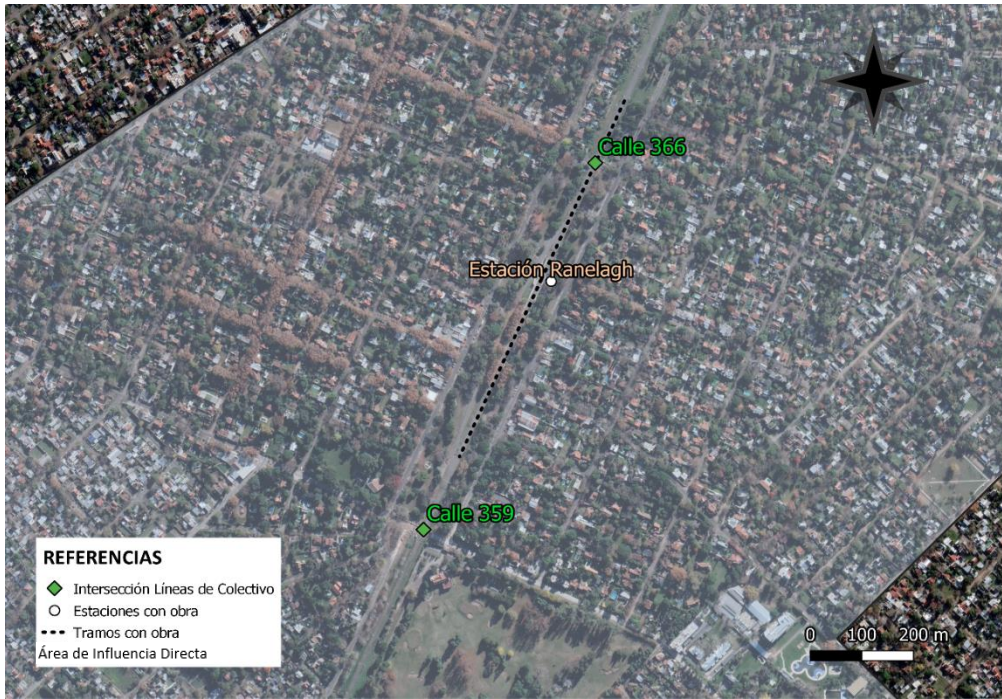 Calle 366
Estación Ranelagh
Calle 359
REFERENCIAS
Intersección Líneas de Colectivo
Estaciones con obra
Tramos con obra
Área de Influencia Directa
0 100 200 m